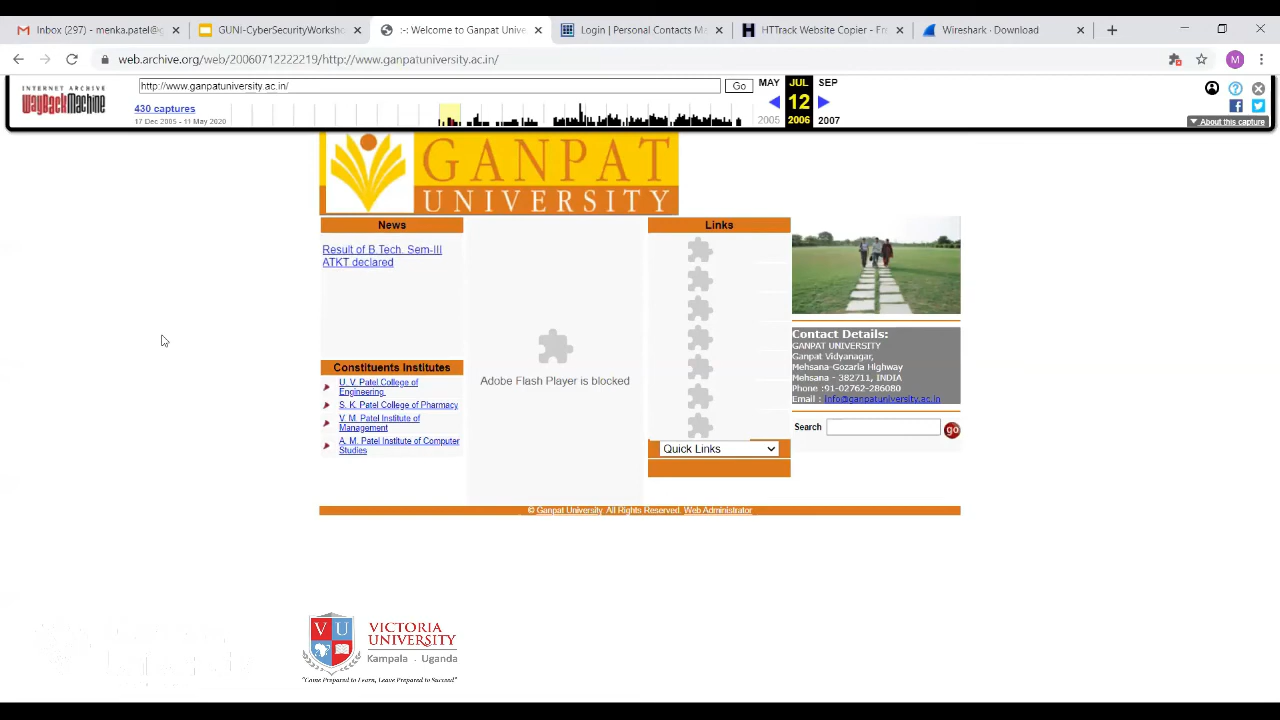 Inbox (297) - menka.patel@g
GUNI-CyberSecurityWorksho
:-: Welcome to Ganpat Unive
Login | Personal Contacts M
HTTrack Website Copier - Fr
Wireshark · Download
web.archive.org/web/20060712222219/http://www.ganpatuniversity.ac.in/
M
INTERNET ARCHIVE
WayBackMachine
http://www.ganpatuniversity.ac.in/
Go
MAY
JUL
SEP
430 captures
17 Dec 2005 - 11 May 2020
12
2005
2006
2007
About this capture
GANPAT
UNIVERSITY
News
Result of B.Tech. Sem-III
ATKT declared
Constituents Institutes
U. V. Patel College of
Engineering
S. K. Patel College of Pharmacy
V. M. Patel Institute of
Management
A. M. Patel Institute of Computer
Studies
Adobe Flash Player is blocked
Links
Quick Links
Contact Details:
GANPAT UNIVERSITY
Ganpat Vidyanagar,
Mehsana-Gozaria Highway
Mehsana - 382711, INDIA
Phone :91-02762-286080
Email : info@ganpatuniversity.ac.in
Search
go
© Ganpat University. All Rights Reserved. Web Administrator
VU
VICTORIA
UNIVERSITY
Kampala - Uganda
"Come Prepared to Learn, Leave Prepared to Succeed"